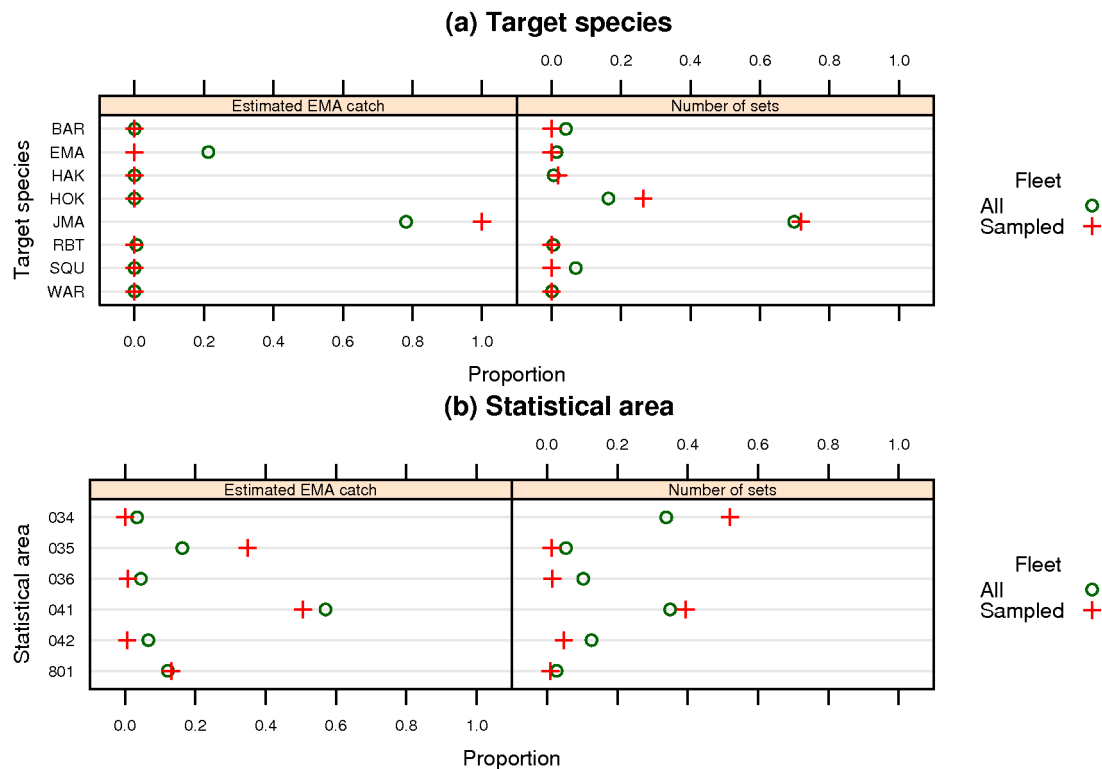 (a) Target species
0.0 0.2 0.4 0.6 0.8 1.0
Estimated EMA catch Number of sets
Target species
BAR
EMA
HAK
HOK
JMA
RBT
SQU
WAR
Fleet
All
Sampled
0.0 0.2 0.4 0.6 0.8 1.0
Proportion
(b) Statistical area
0.0 0.2 0.4 0.6 0.8 1.0
Estimated EMA catch Number of sets
Statistical area
034
035
036
041
042
801
Fleet
All
Sampled
0.0 0.2 0.4 0.6 0.8 1.0
Proportion